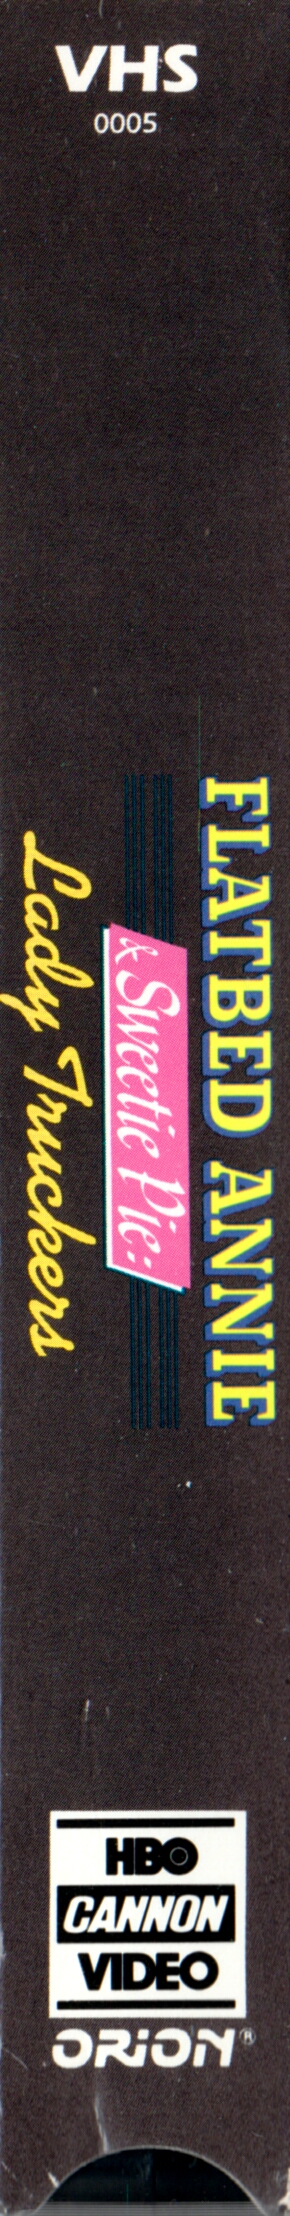 VHS
0005
FLATBED ANNIE
& Sweetie Pie:
Lady Truckers
HBO
CANNON
VIDEO
ORION®